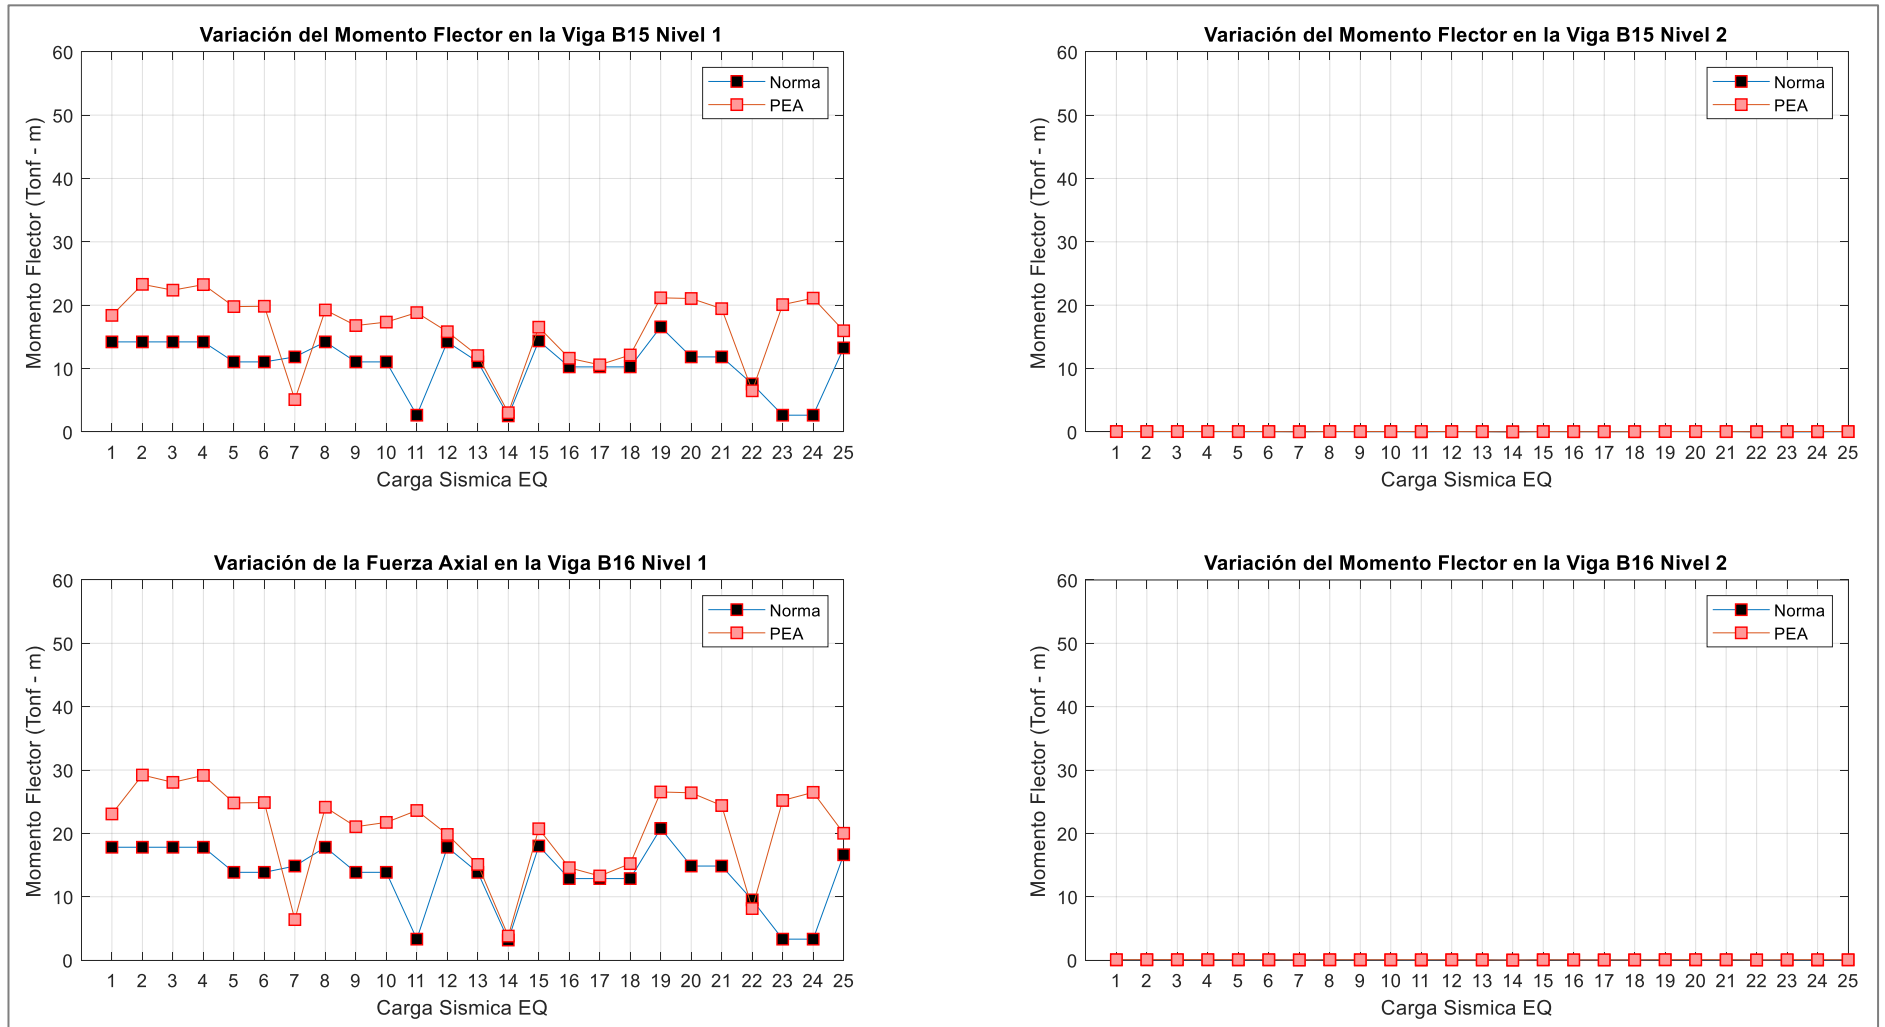 Variación del Momento Flector en la Viga B15 Nivel 1
60
50
40
30
20
10
0
Momento Flector (Tonf - m)
Norma
PEA
1 2 3 4 5 6 7 8 9 10 11 12 13 14 15 16 17 18 19 20 21 22 23 24 25
Carga Sismica EQ
Variación del Momento Flector en la Viga B15 Nivel 2
60
50
40
30
20
10
0
Momento Flector (Tonf - m)
Norma
PEA
1 2 3 4 5 6 7 8 9 10 11 12 13 14 15 16 17 18 19 20 21 22 23 24 25
Carga Sismica EQ
Variación de la Fuerza Axial en la Viga B16 Nivel 1
60
50
40
30
20
10
0
Momento Flector (Tonf - m)
Norma
PEA
1 2 3 4 5 6 7 8 9 10 11 12 13 14 15 16 17 18 19 20 21 22 23 24 25
Carga Sismica EQ
Variación del Momento Flector en la Viga B16 Nivel 2
60
50
40
30
20
10
0
Momento Flector (Tonf - m)
Norma
PEA
1 2 3 4 5 6 7 8 9 10 11 12 13 14 15 16 17 18 19 20 21 22 23 24 25
Carga Sismica EQ